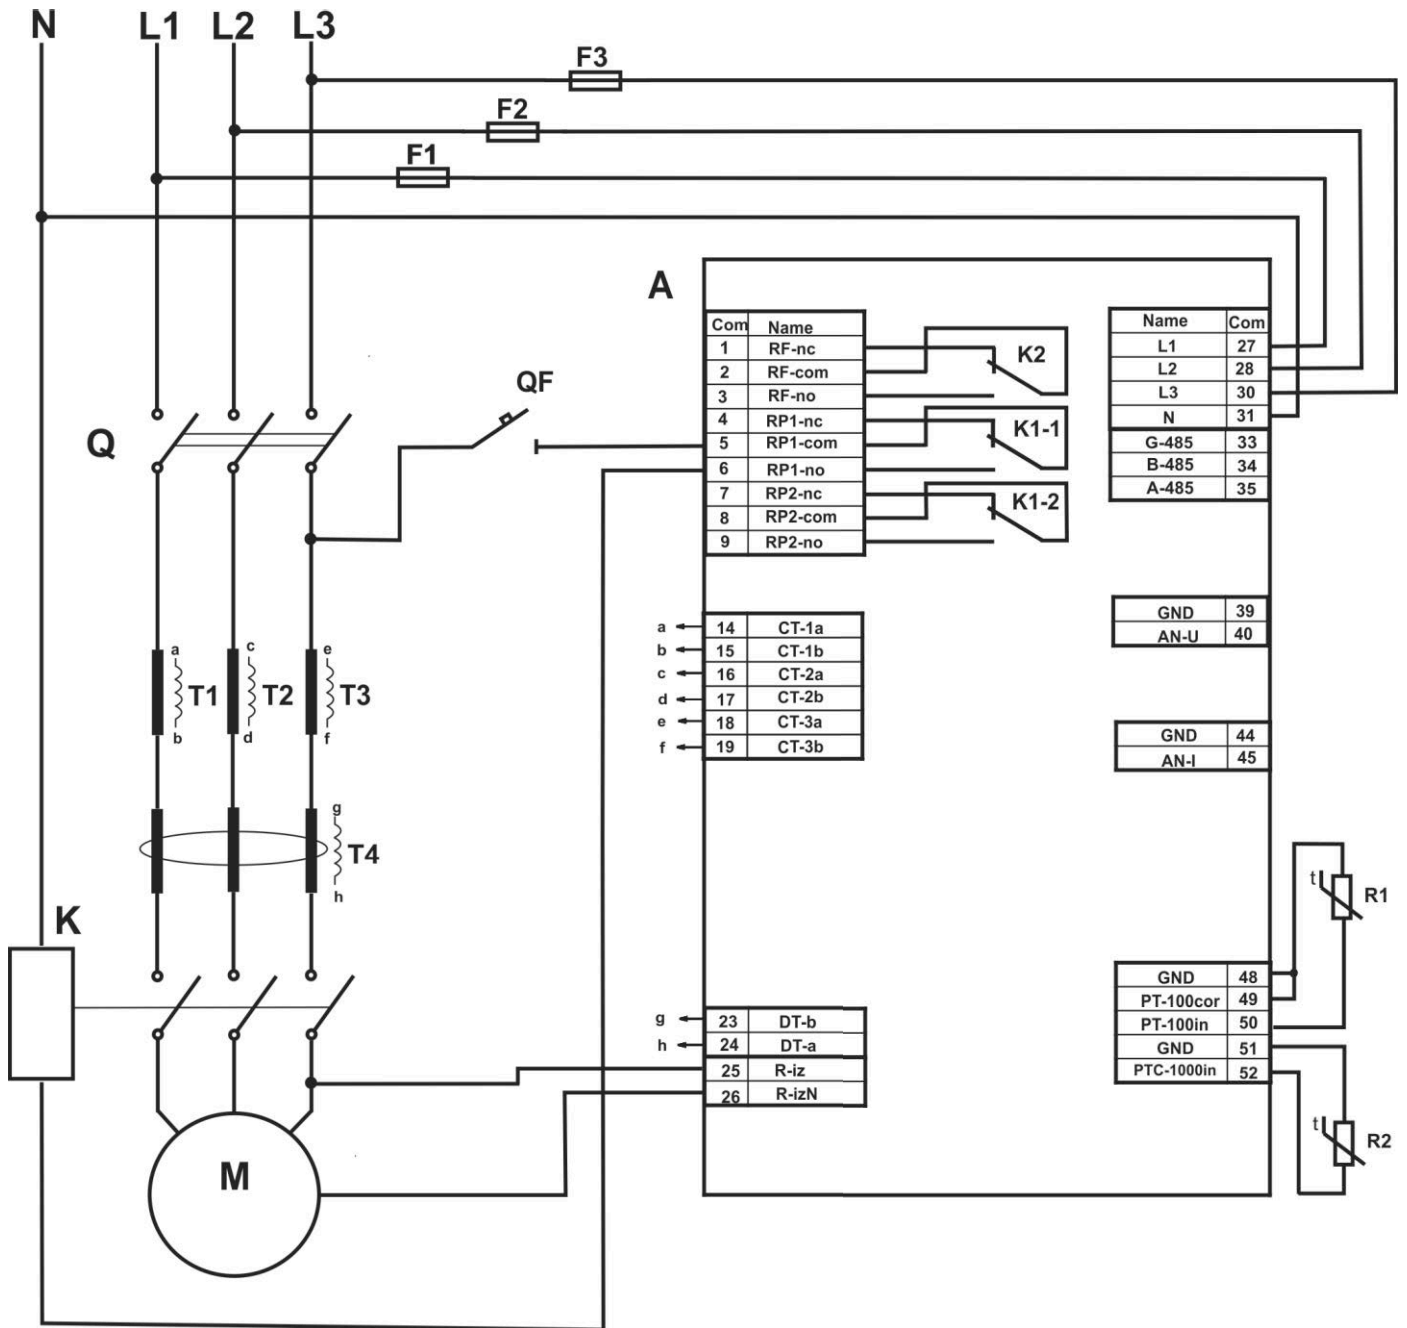 N L1 L2 L3
F3
F2
F1
A
Com Name
1 RF-nc
2 RF-com
3 RF-no
4 RP1-nc
5 RP1-com
6 RP1-no
7 RP2-nc
8 RP2-com
9 RP2-no
K2
K1-1
K1-2
Name Com
L1 27
L2 28
L3 30
N 31
G-485 33
B-485 34
A-485 35
QF
Q
a 14 CT-1a
b 15 CT-1b
c 16 CT-2a
d 17 CT-2b
e 18 CT-3a
f 19 CT-3b
GND 39
AN-U 40
a c e
T1 T2 T3
b d f
GND 44
AN-I 45
g
T4
h
K
t R1
GND 48
PT-100cor 49
PT-100in 50
GND 51
PTC-1000in 52
g 23 DT-b
h 24 DT-a
25 R-iz
26 R-izN
t R2
M